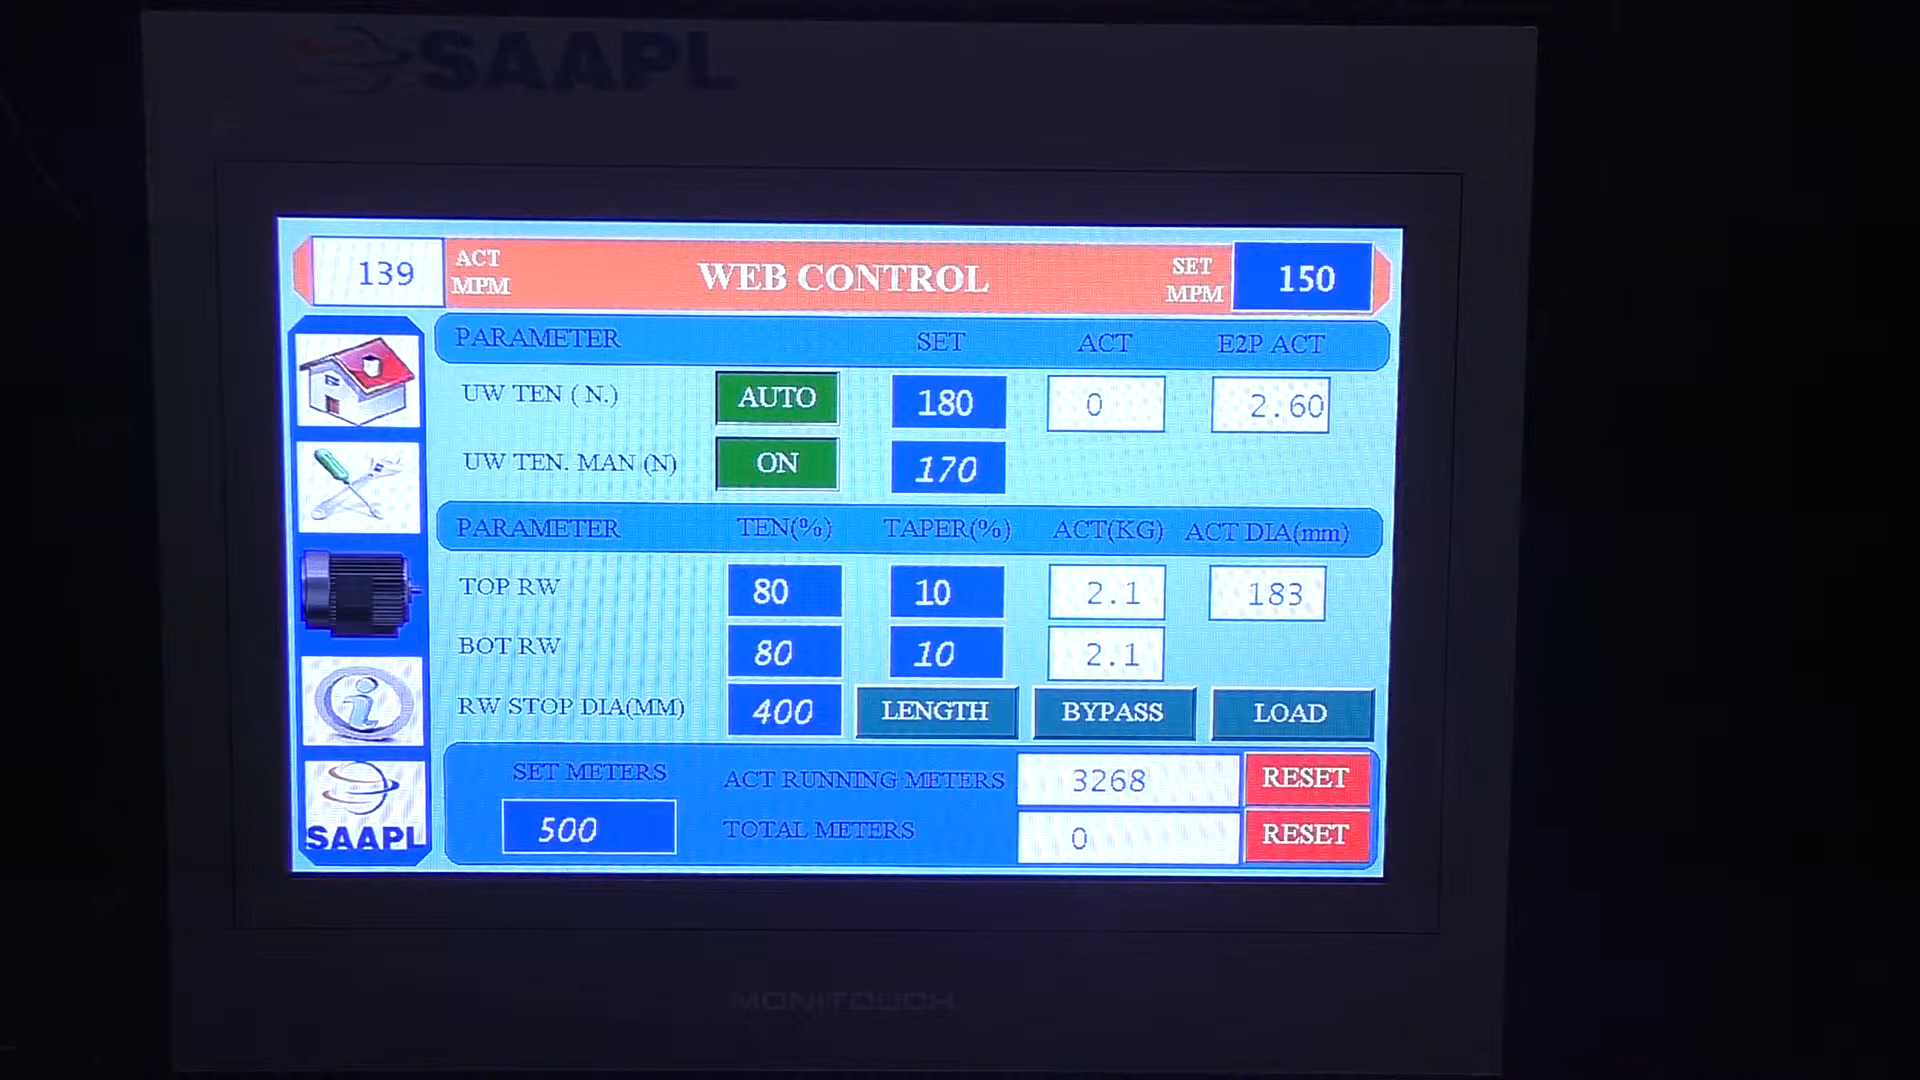 SAAPL
139 ACT MPM WEB CONTROL SET MPM 150
PARAMETER SET ACT E2P ACT
UW TEN ( N.) AUTO 180 0 2.60
UW TEN. MAN (N) ON 170
PARAMETER TEN(%) TAPER(%) ACT(KG) ACT DIA(mm)
TOP RW 80 10 2.1 183
BOT RW 80 10 2.1
RW STOP DIA(MM) 400 LENGTH BYPASS LOAD
SET METERS ACT RUNNING METERS 3268 RESET
500 TOTAL METERS 0 RESET
SAAPL
MONITOUCH